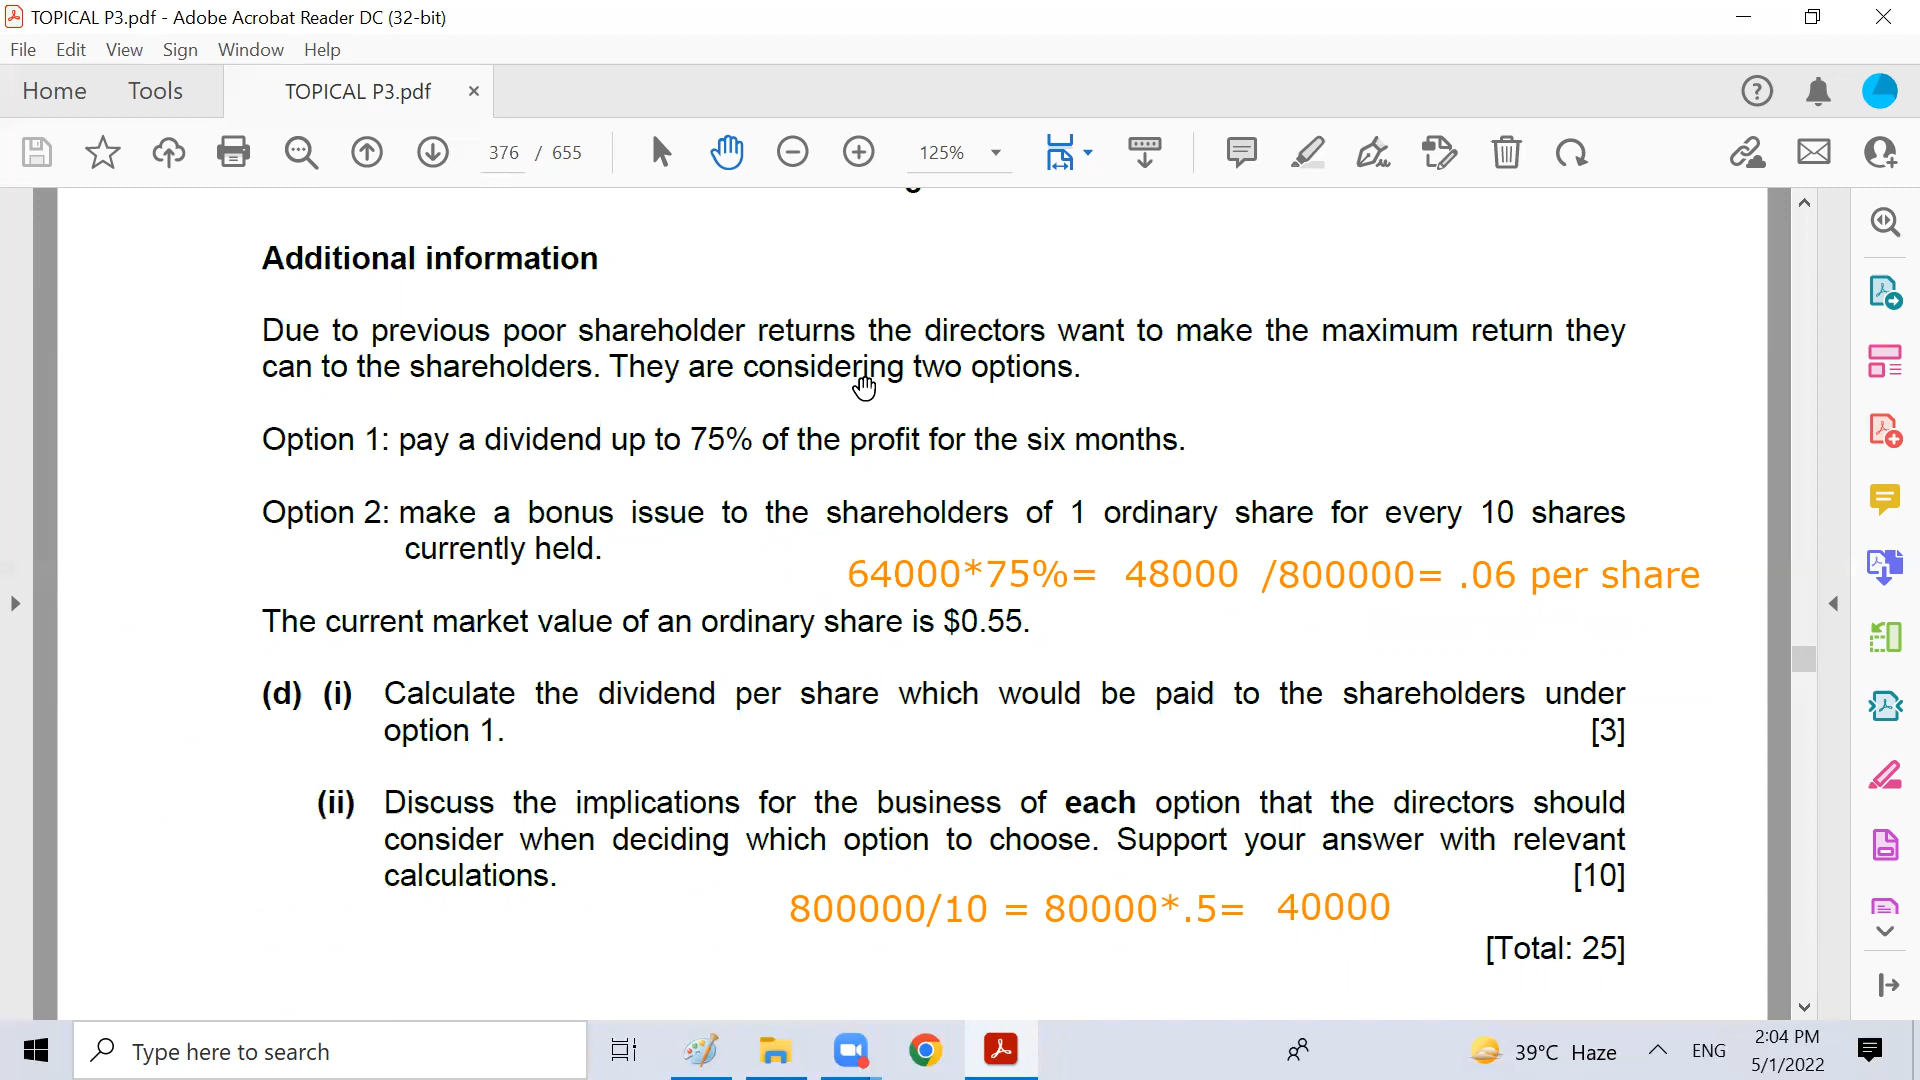 TOPICAL P3.pdf - Adobe Acrobat Reader DC (32-bit)
File Edit View Sign Window Help
Home Tools TOPICAL P3.pdf ×
376 / 655 125%
Additional information
Due to previous poor shareholder returns the directors want to make the maximum return they
can to the shareholders. They are considering two options.
Option 1: pay a dividend up to 75% of the profit for the six months.
Option 2: make a bonus issue to the shareholders of 1 ordinary share for every 10 shares
currently held.
64000*75%= 48000 /800000= .06 per share
The current market value of an ordinary share is $0.55.
(d) (i) Calculate the dividend per share which would be paid to the shareholders under
option 1. [3]
(ii) Discuss the implications for the business of each option that the directors should
consider when deciding which option to choose. Support your answer with relevant
calculations. [10]
800000/10 = 80000*.5= 40000
[Total: 25]
Type here to search
39°C Haze ENG 2:04 PM
5/1/2022